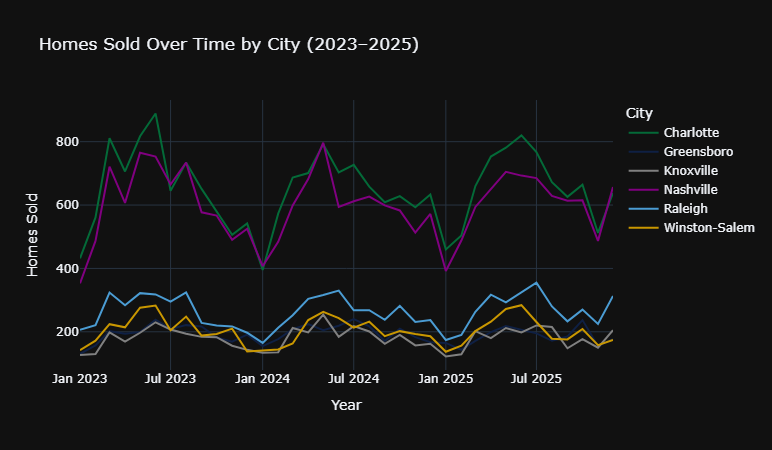 Homes Sold Over Time by City (2023–2025)
City
Charlotte
Greensboro
Knoxville
Nashville
Raleigh
Winston-Salem
Homes Sold
800
600
400
200
Jan 2023 Jul 2023 Jan 2024 Jul 2024 Jan 2025 Jul 2025
Year